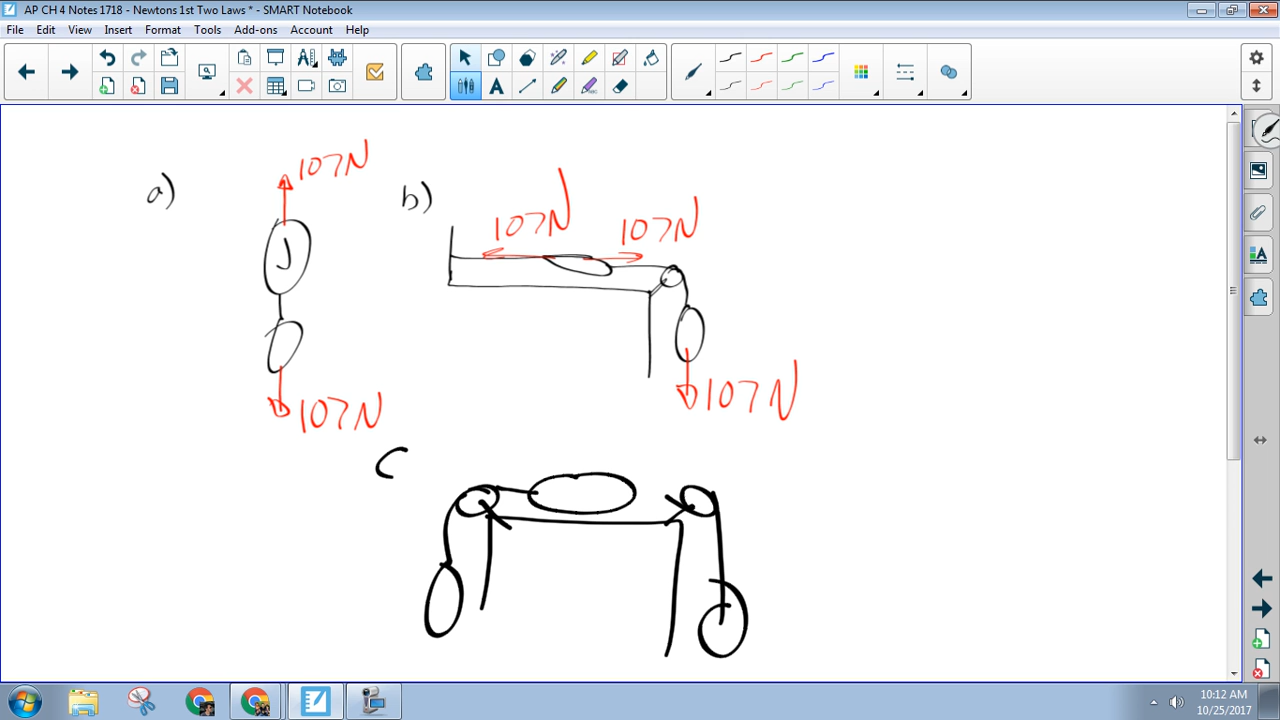 AP CH 4 Notes 1718 - Newtons 1st Two Laws * - SMART Notebook
File Edit View Insert Format Tools Add-ons Account Help
a)
107N
J
107N
b)
107N
107N
107N
C
10:12 AM
10/25/2017